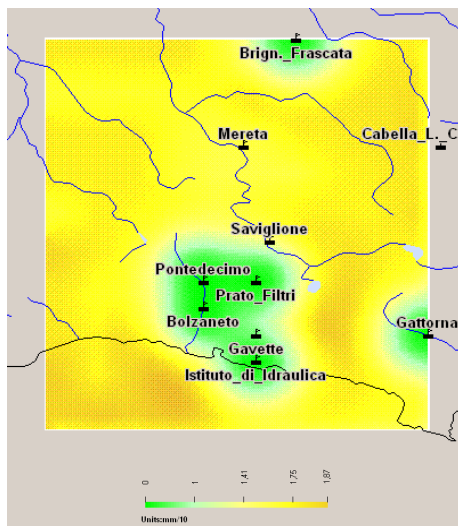 Brign._Frascata
Mereta
Cabella_L._C
Saviglione
Pontedecimo
Prato_Filtri
Bolzaneto
Gattorna
Gavette
Istituto_di_Idraulica
0 1 1,41 1,75 1,87
Units:mm/10